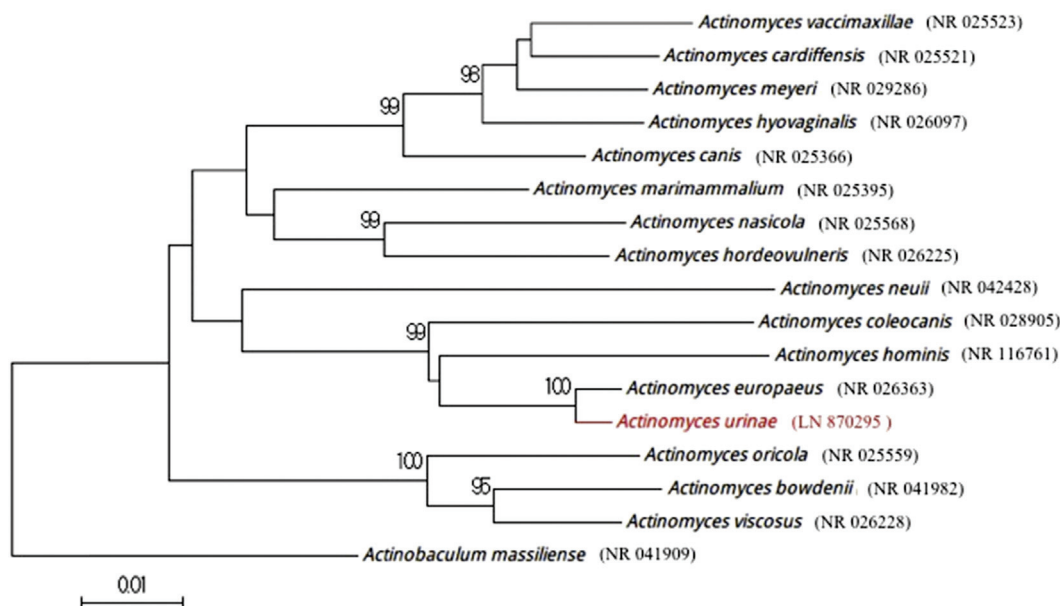 Actinomyces vaccimaxillae (NR 025523)
Actinomyces cardiffensis (NR 025521)
98
Actinomyces meyeri (NR 029286)
99
Actinomyces hyovaginalis (NR 026097)
Actinomyces canis (NR 025366)
Actinomyces marimammalium (NR 025395)
99
Actinomyces nasicola (NR 025568)
Actinomyces hordeovulneris (NR 026225)
Actinomyces neuii (NR 042428)
99
Actinomyces coleocanis (NR 028905)
Actinomyces hominis (NR 116761)
100
Actinomyces europaeus (NR 026363)
Actinomyces urinae (LN 870295 )
100
Actinomyces oricola (NR 025559)
95
Actinomyces bowdenii (NR 041982)
Actinomyces viscosus (NR 026228)
Actinobaculum massiliense (NR 041909)
0.01